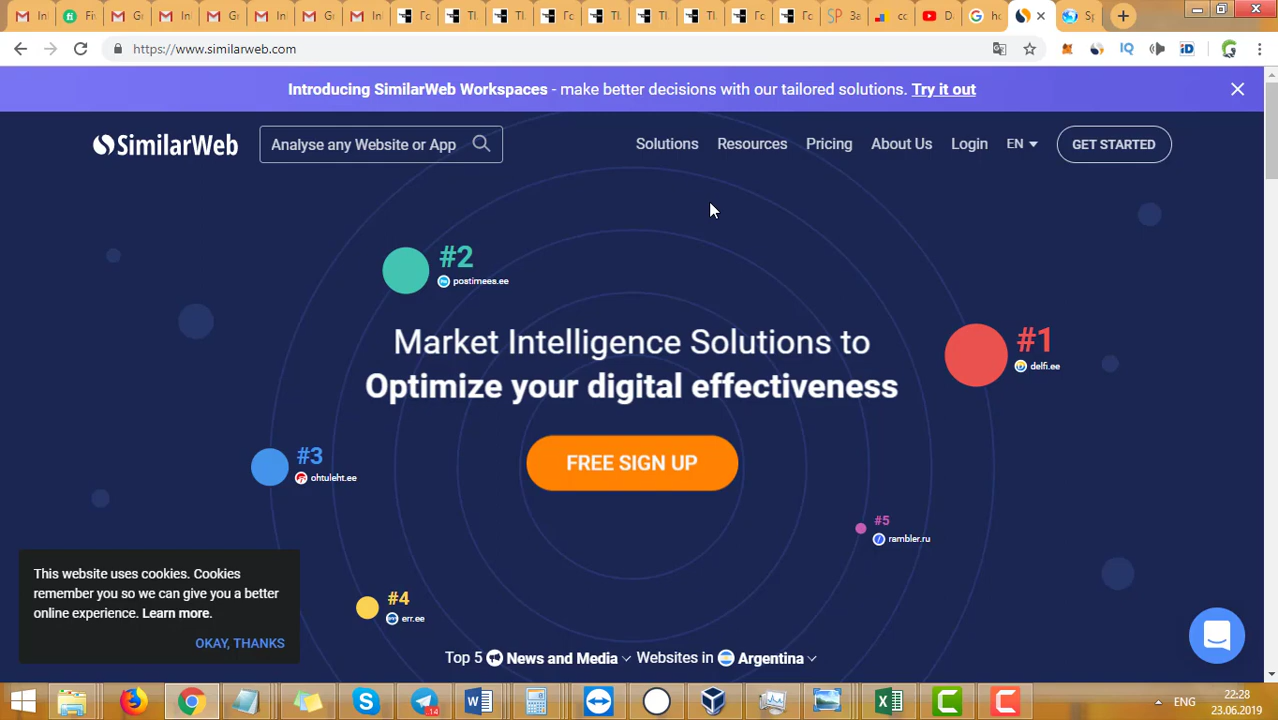 https://www.similarweb.com
Introducing SimilarWeb Workspaces - make better decisions with our tailored solutions. Try it out
SimilarWeb
Analyse any Website or App
Solutions
Resources
Pricing
About Us
Login
EN
GET STARTED
#2
postimees.ee
Market Intelligence Solutions to
#1
delfi.ee
Optimize your digital effectiveness
#3
ohtuleht.ee
FREE SIGN UP
#5
rambler.ru
This website uses cookies. Cookies
remember you so we can give you a better
online experience. Learn more.
OKAY, THANKS
#4
err.ee
Top 5 News and Media Websites in Argentina
14
ENG
22:28
23.06.2019